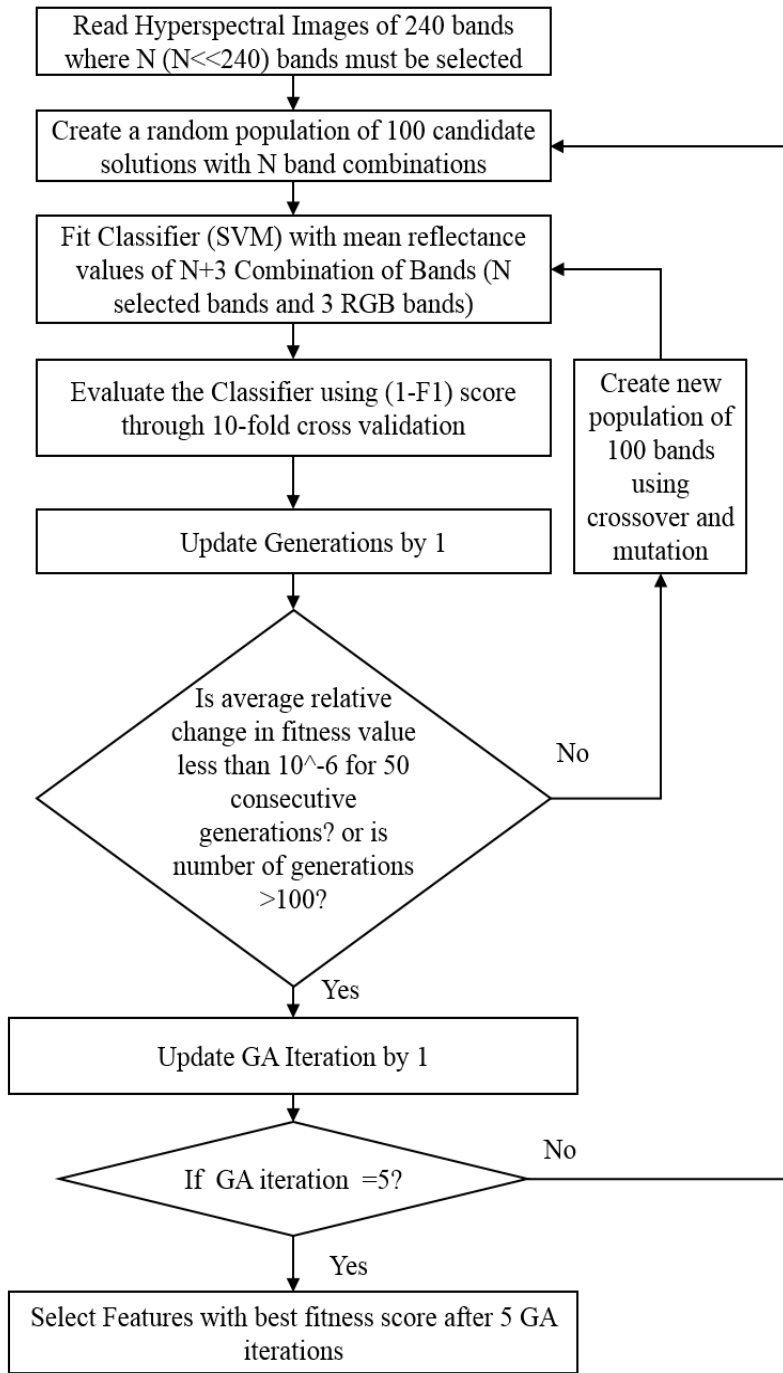 Read Hyperspectral Images of 240 bands
where N (N<<240) bands must be selected
Create a random population of 100 candidate
solutions with N band combinations
Fit Classifier (SVM) with mean reflectance
values of N+3 Combination of Bands (N
selected bands and 3 RGB bands)
Evaluate the Classifier using (1-F1) score
through 10-fold cross validation
Create new
population of
100 bands
using
crossover and
mutation
Update Generations by 1
Is average relative
change in fitness value
less than 10^-6 for 50
consecutive
generations? or is
number of generations
>100?
No
Yes
Update GA Iteration by 1
If GA iteration =5?
No
Yes
Select Features with best fitness score after 5 GA
iterations